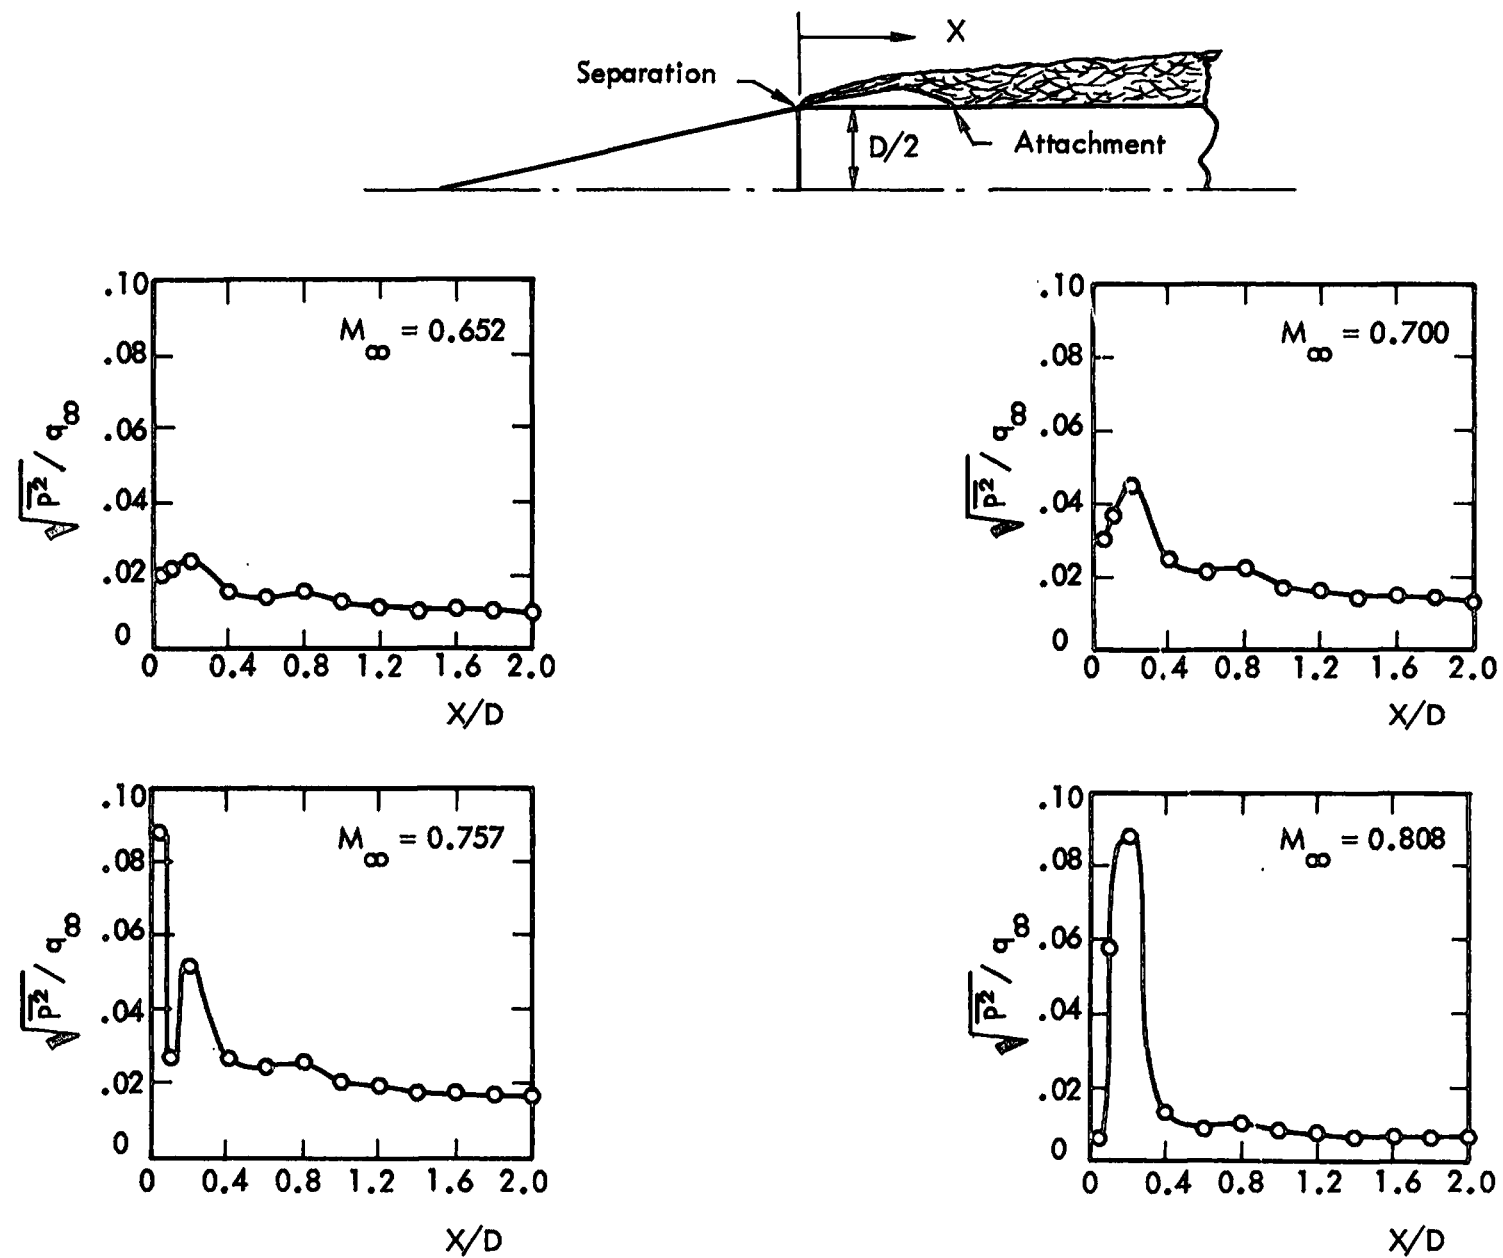 X
Separation
D/2
Attachment
M∞ = 0.652
√p̅² / q∞
.10
.08
.06
.04
.02
0
0 0.4 0.8 1.2 1.6 2.0
X/D
M∞ = 0.700
√p̅² / q∞
.10
.08
.06
.04
.02
0
0 0.4 0.8 1.2 1.6 2.0
X/D
M∞ = 0.757
√p̅² / q∞
.10
.08
.06
.04
.02
0
0 0.4 0.8 1.2 1.6 2.0
X/D
M∞ = 0.808
√p̅² / q∞
.10
.08
.06
.04
.02
0
0 0.4 0.8 1.2 1.6 2.0
X/D